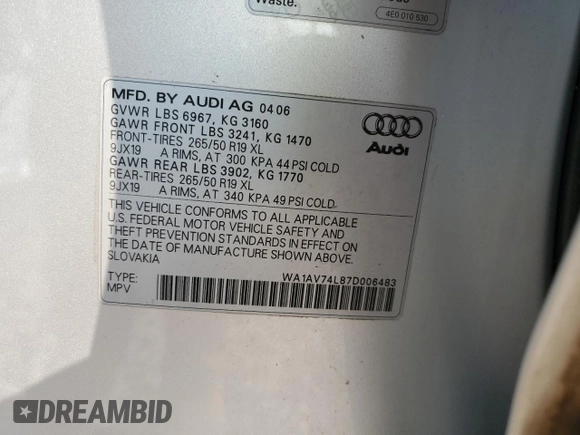 Waste.
4E0 010 530
MFD. BY AUDI AG 04 06
GVWR LBS 6967, KG 3160
GAWR FRONT LBS 3241, KG 1470
FRONT-TIRES 265/50 R19 XL
9JX19 A RIMS, AT 300 KPA 44 PSI COLD
GAWR REAR LBS 3902, KG 1770
REAR-TIRES 265/50 R19 XL
9JX19 A RIMS, AT 340 KPA 49 PSI COLD.
Audi
THIS VEHICLE CONFORMS TO ALL APPLICABLE
U.S. FEDERAL MOTOR VEHICLE SAFETY AND
THEFT PREVENTION STANDARDS IN EFFECT ON
THE DATE OF MANUFACTURE SHOWN ABOVE.
SLOVAKIA
TYPE: WA1AV74L87D006483
MPV
DREAMBID